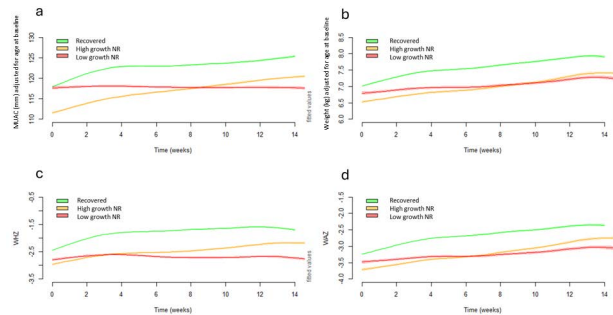 a
MUAC (mm) adjusted for age at baseline
110 115 120 125 130
Recovered
High growth NR
Low growth NR
0 2 4 6 8 10 12 14
Time (weeks)
fitted values
b
Weight (kg) adjusted for age at baseline
6.0 6.5 7.0 7.5 8.0 8.5
Recovered
High growth NR
Low growth NR
0 2 4 6 8 10 12 14
Time (weeks)
c
WHZ
-3.5 -2.5 -1.5 -0.5
Recovered
High growth NR
Low growth NR
0 2 4 6 8 10 12 14
Time (weeks)
fitted values
d
WAZ
-4.0 -3.5 -3.0 -2.5 -2.0 -1.5
Recovered
High growth NR
Low growth NR
0 2 4 6 8 10 12 14
Time (weeks)